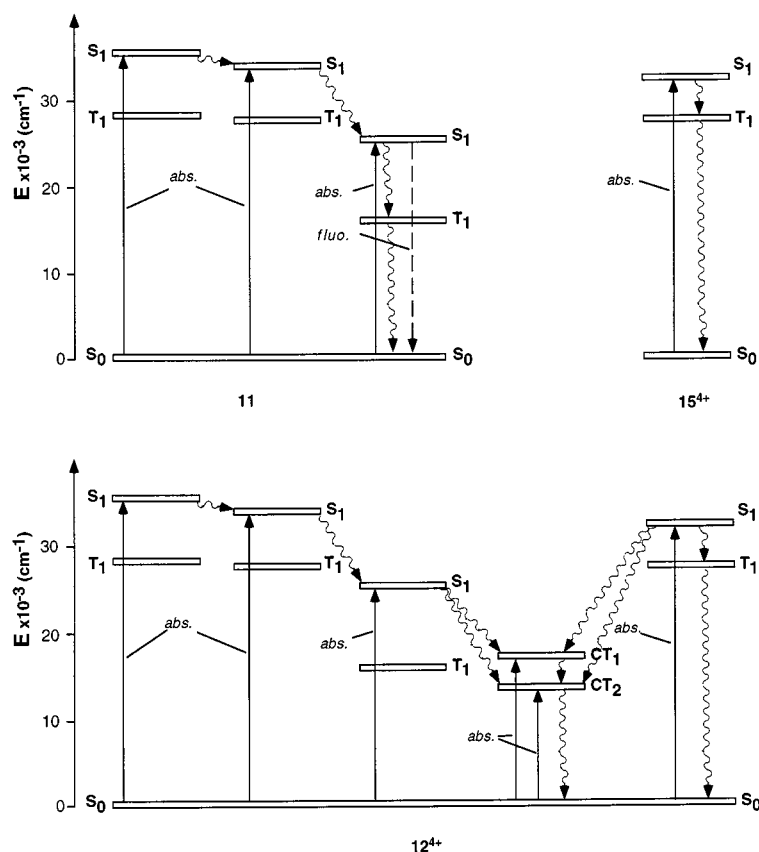 S1
S1
S1
T1
T1
S1
T1
30
20
10
0
E x10-3 (cm-1)
abs.
abs.
fluo.
T1
abs.
S0
S0
S0
11
154+
S1
S1
S1
T1
T1
S1
T1
30
20
10
0
E x10-3 (cm-1)
abs.
abs.
T1
CT1
CT2
abs.
abs.
S0
S0
124+